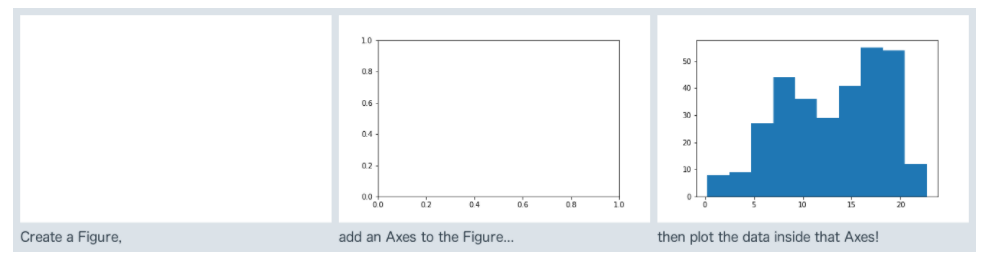 1.0
0.8
0.6
0.4
0.2
0.0
0.0 0.2 0.4 0.6 0.8 1.0
50
40
30
20
10
0
0 5 10 15 20
Create a Figure,
add an Axes to the Figure...
then plot the data inside that Axes!